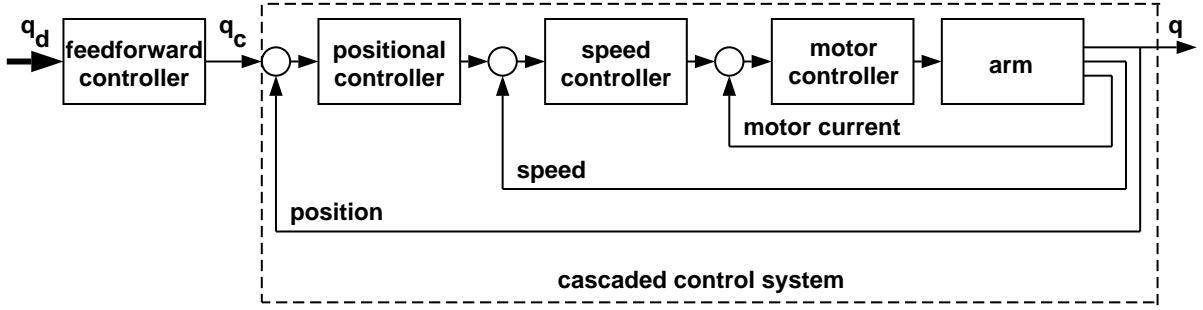 q_d
feedforward
controller
q_c
positional
controller
speed
controller
motor
controller
arm
q
motor current
speed
position
cascaded control system